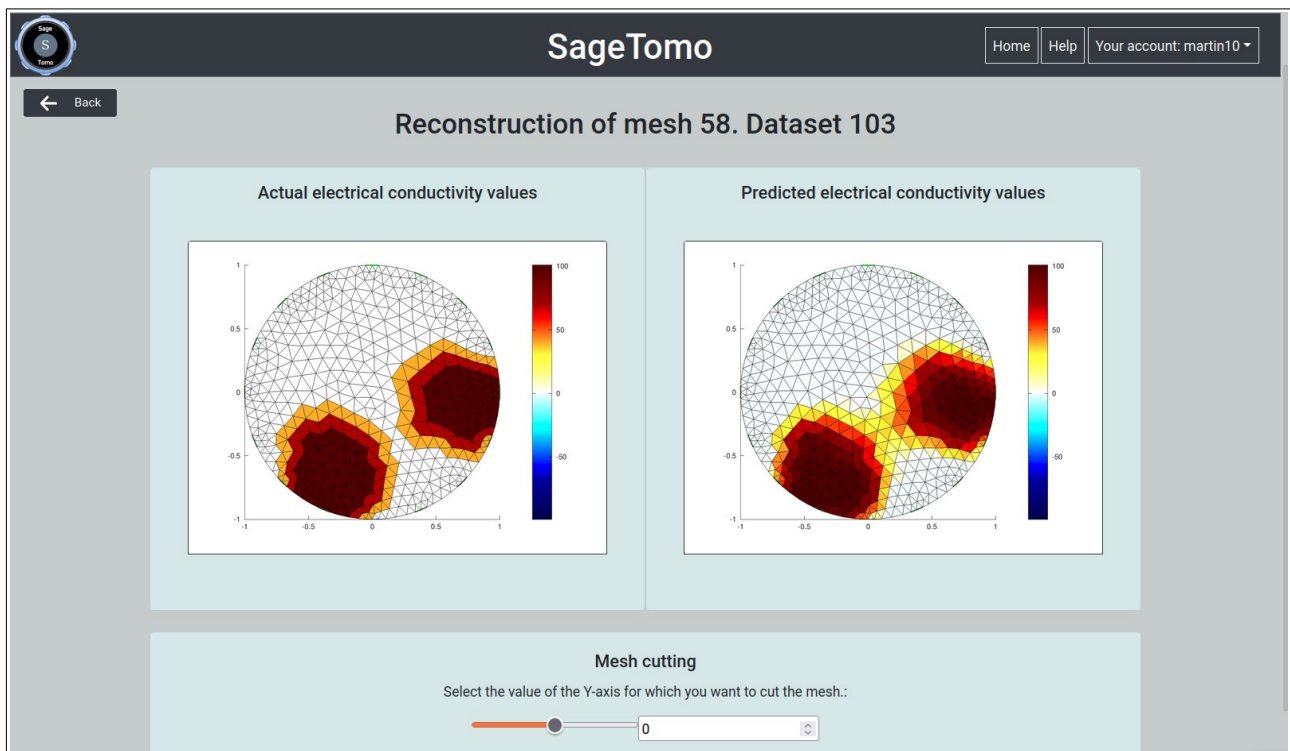 Sage
S
Tomo
SageTomo
Home
Help
Your account: martin10
Back
Reconstruction of mesh 58. Dataset 103
Actual electrical conductivity values
Predicted electrical conductivity values
1
0.5
0
-0.5
-1
-1
-0.5
0
0.5
1
100
50
0
-50
1
0.5
0
-0.5
-1
-1
-0.5
0
0.5
1
100
50
0
-50
Mesh cutting
Select the value of the Y-axis for which you want to cut the mesh.:
0